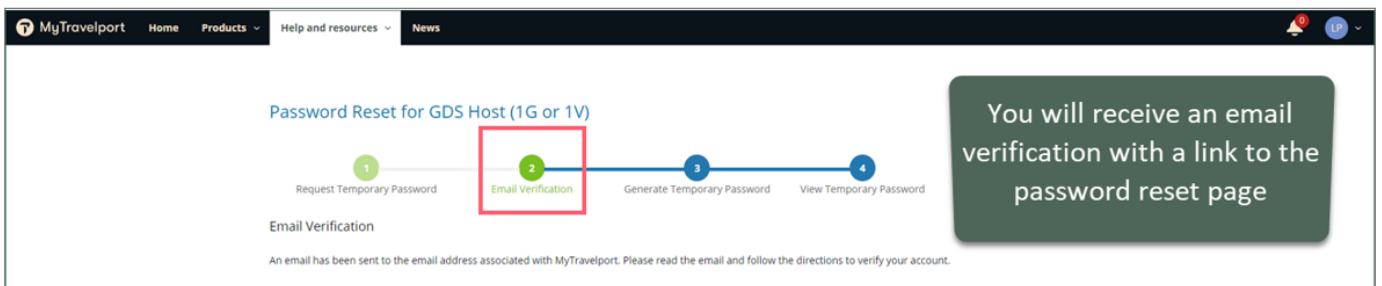 MyTravelport Home Products Help and resources News 0 LP
Password Reset for GDS Host (1G or 1V)
1 2 3 4
Request Temporary Password Email Verification Generate Temporary Password View Temporary Password
Email Verification
An email has been sent to the email address associated with MyTravelport. Please read the email and follow the directions to verify your account.
You will receive an email
verification with a link to the
password reset page